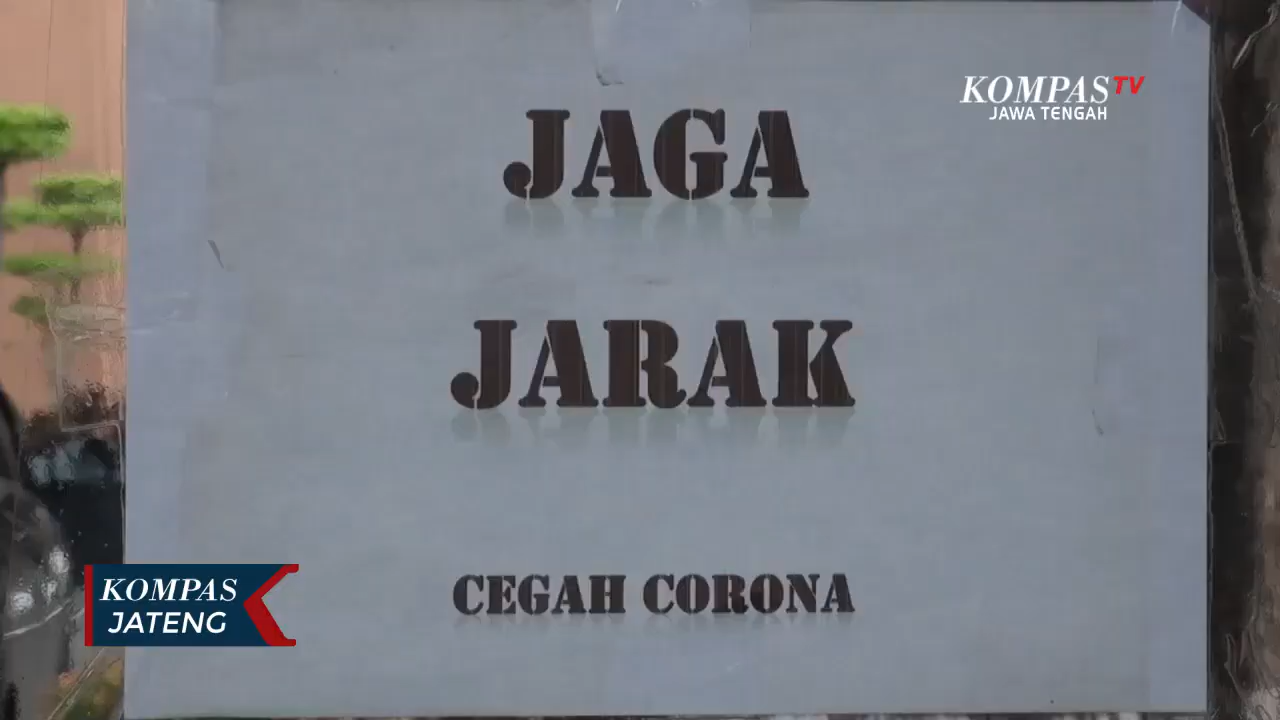 KOMPAS TV
JAWA TENGAH
JAGA
JARAK
CEGAH CORONA
KOMPAS
JATENG